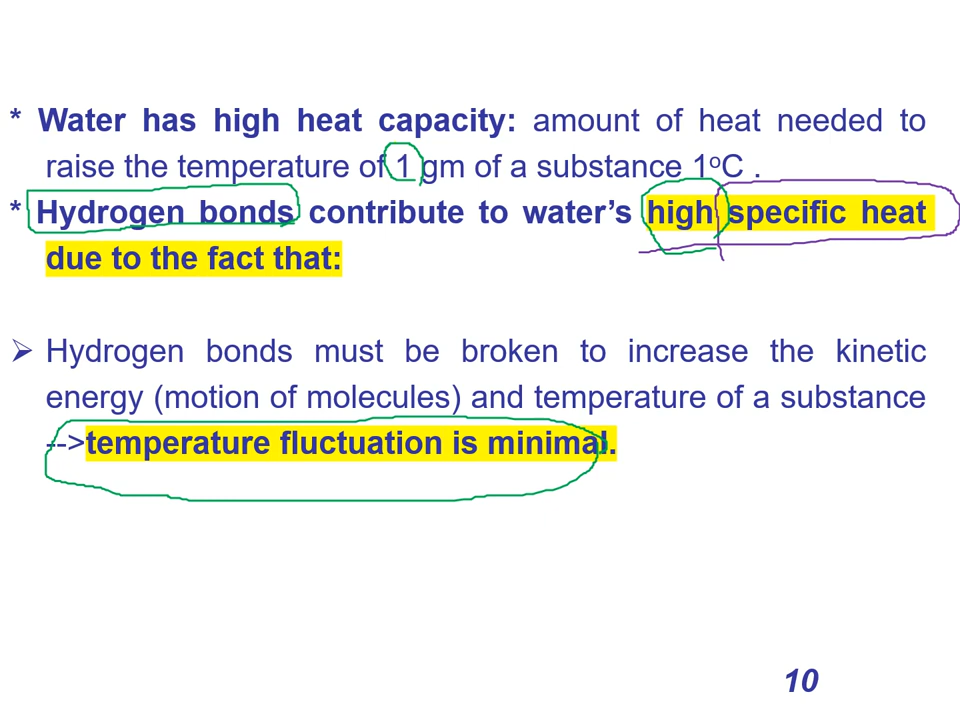 * Water has high heat capacity: amount of heat needed to
raise the temperature of 1 gm of a substance 1ºC .
* Hydrogen bonds contribute to water’s high specific heat
due to the fact that:
➢ Hydrogen bonds must be broken to increase the kinetic
energy (motion of molecules) and temperature of a substance
-->temperature fluctuation is minimal.
10